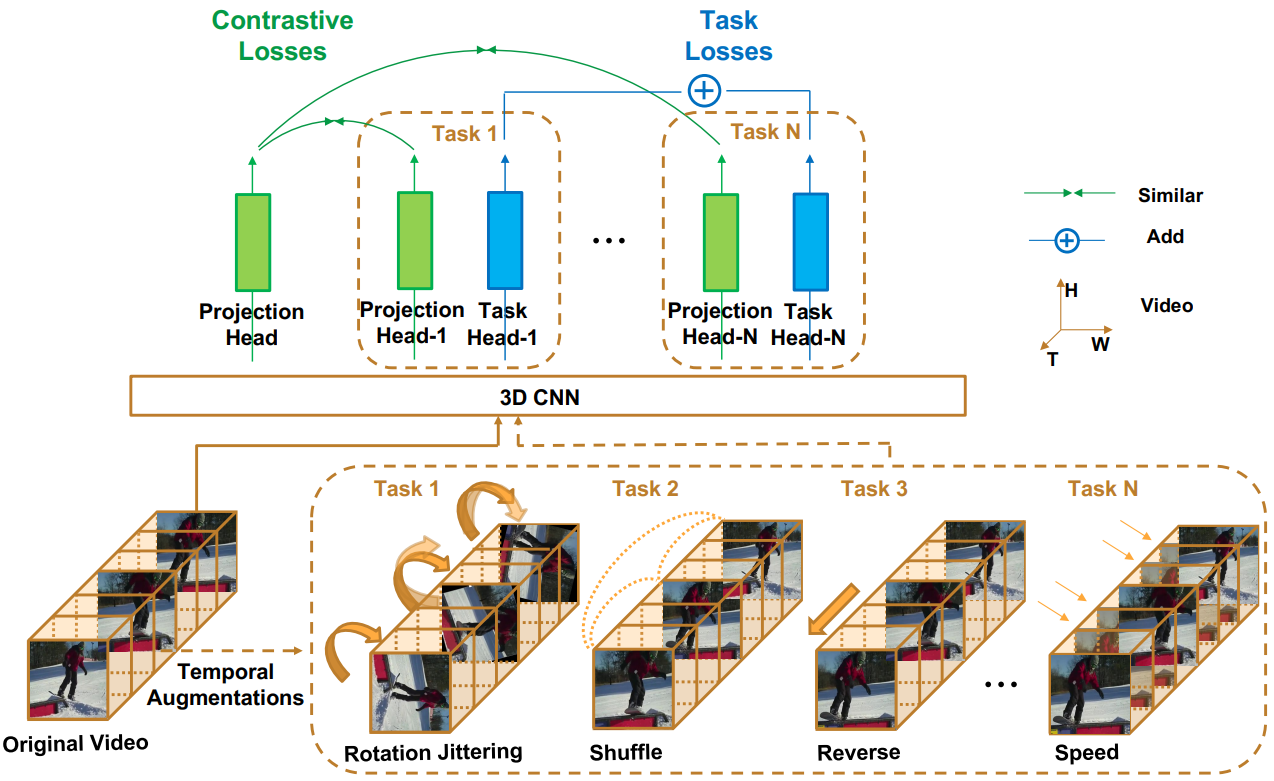 Contrastive
Losses
Task
Losses
Task 1
Task N
Similar
Add
H
W
T
Video
Projection
Head
Projection
Head-1
Task
Head-1
...
Projection
Head-N
Task
Head-N
3D CNN
Task 1
Task 2
Task 3
Task N
Temporal
Augmentations
...
Original Video
Rotation Jittering
Shuffle
Reverse
Speed